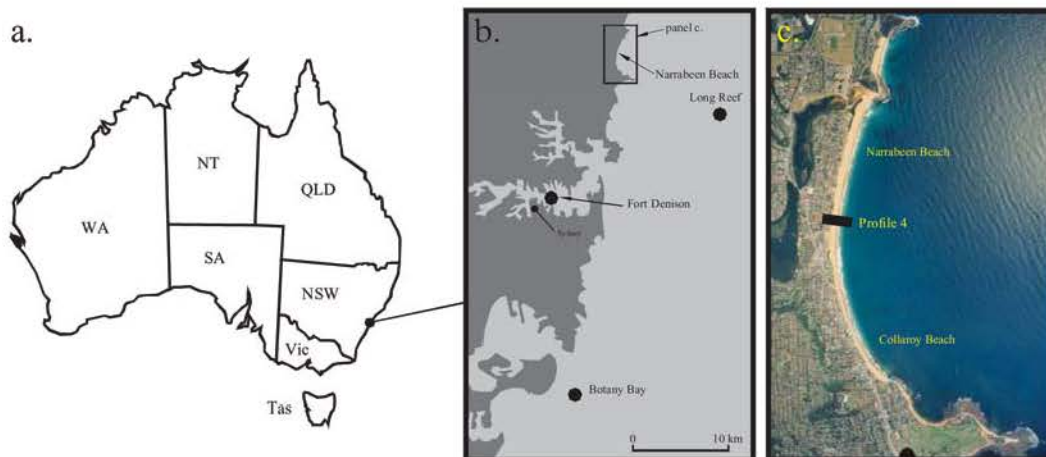 a.
WA
NT
QLD
SA
NSW
Vic
Tas
b.
panel c.
Narrabeen Beach
Long Reef
Fort Denison
Botany Bay
0
10 km
c.
Narrabeen Beach
Profile 4
Collaroy Beach